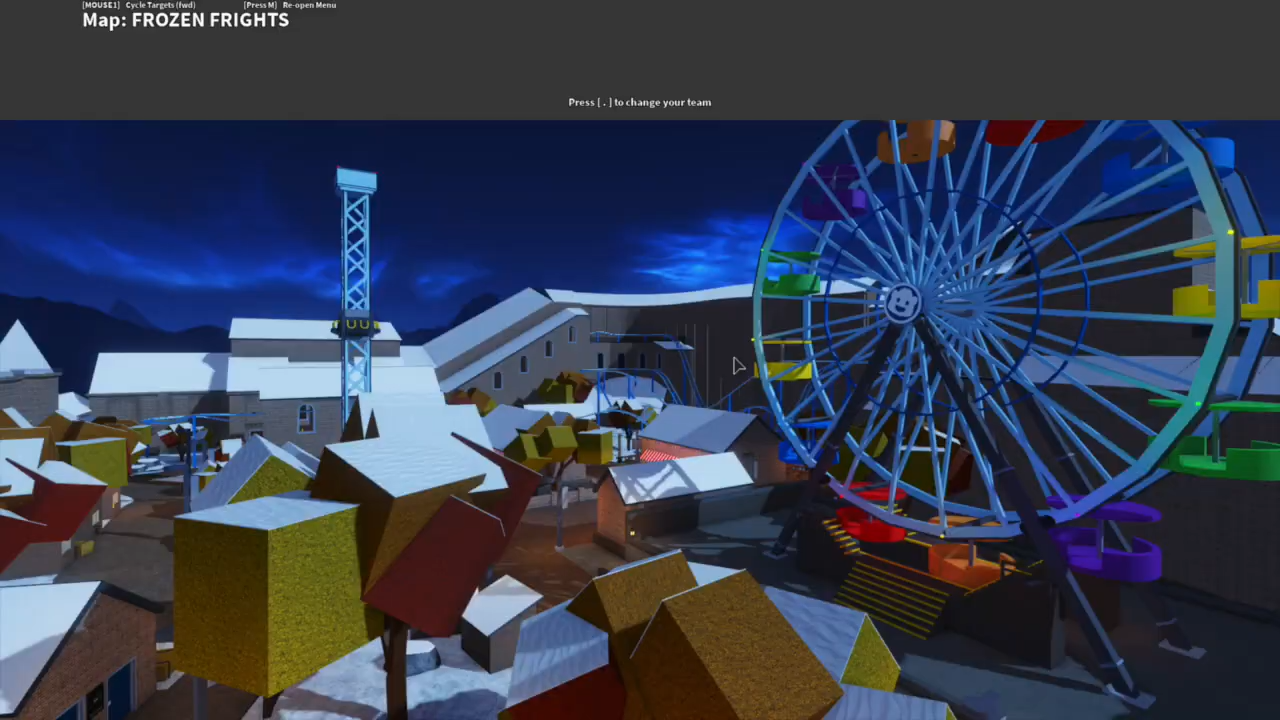 [MOUSE1] Cycle Targets (fwd) [Press M] Re-open Menu
Map: FROZEN FRIGHTS
Press [ . ] to change your team